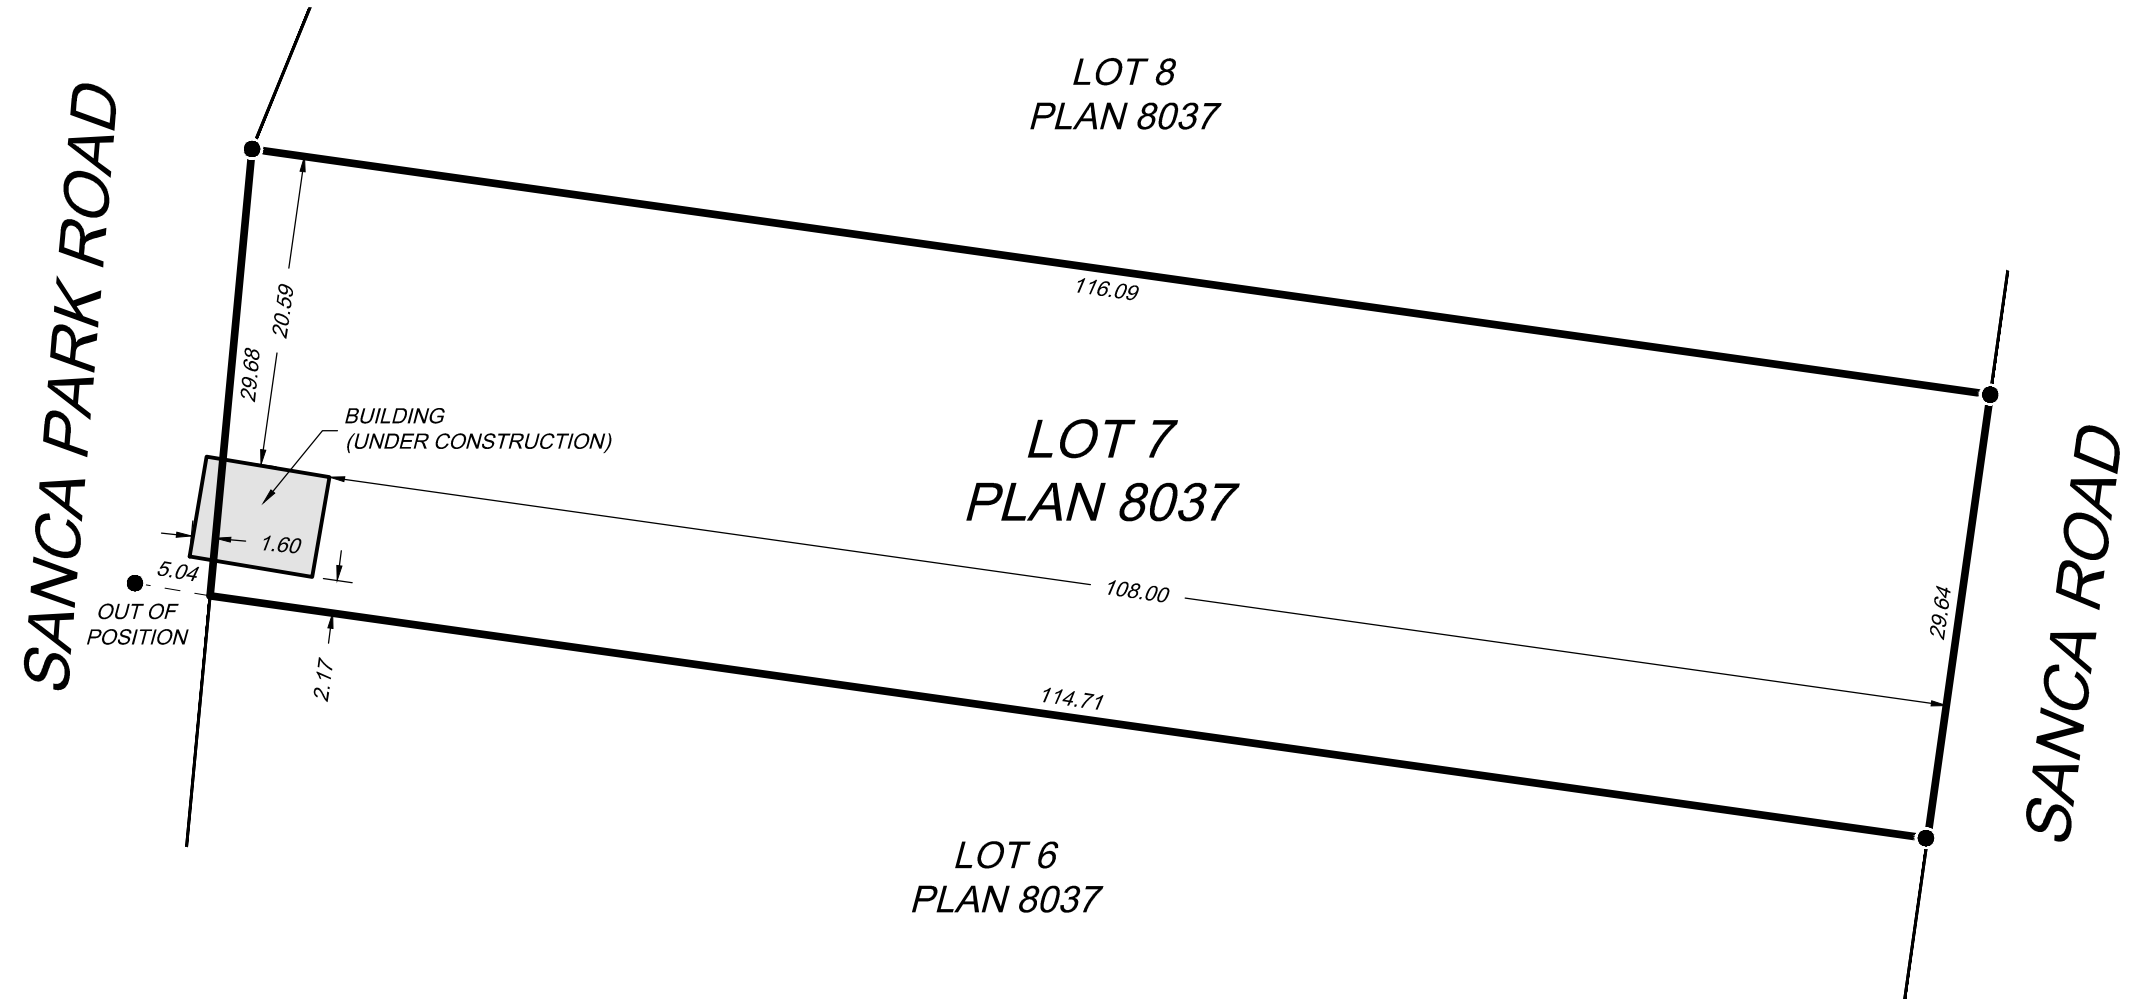 LOT 8
PLAN 8037
SANCA PARK ROAD
116.09
20.59
29.68
BUILDING
(UNDER CONSTRUCTION)
LOT 7
PLAN 8037
SANCA ROAD
1.60
5.04
OUT OF
POSITION
108.00
29.64
2.17
114.71
LOT 6
PLAN 8037